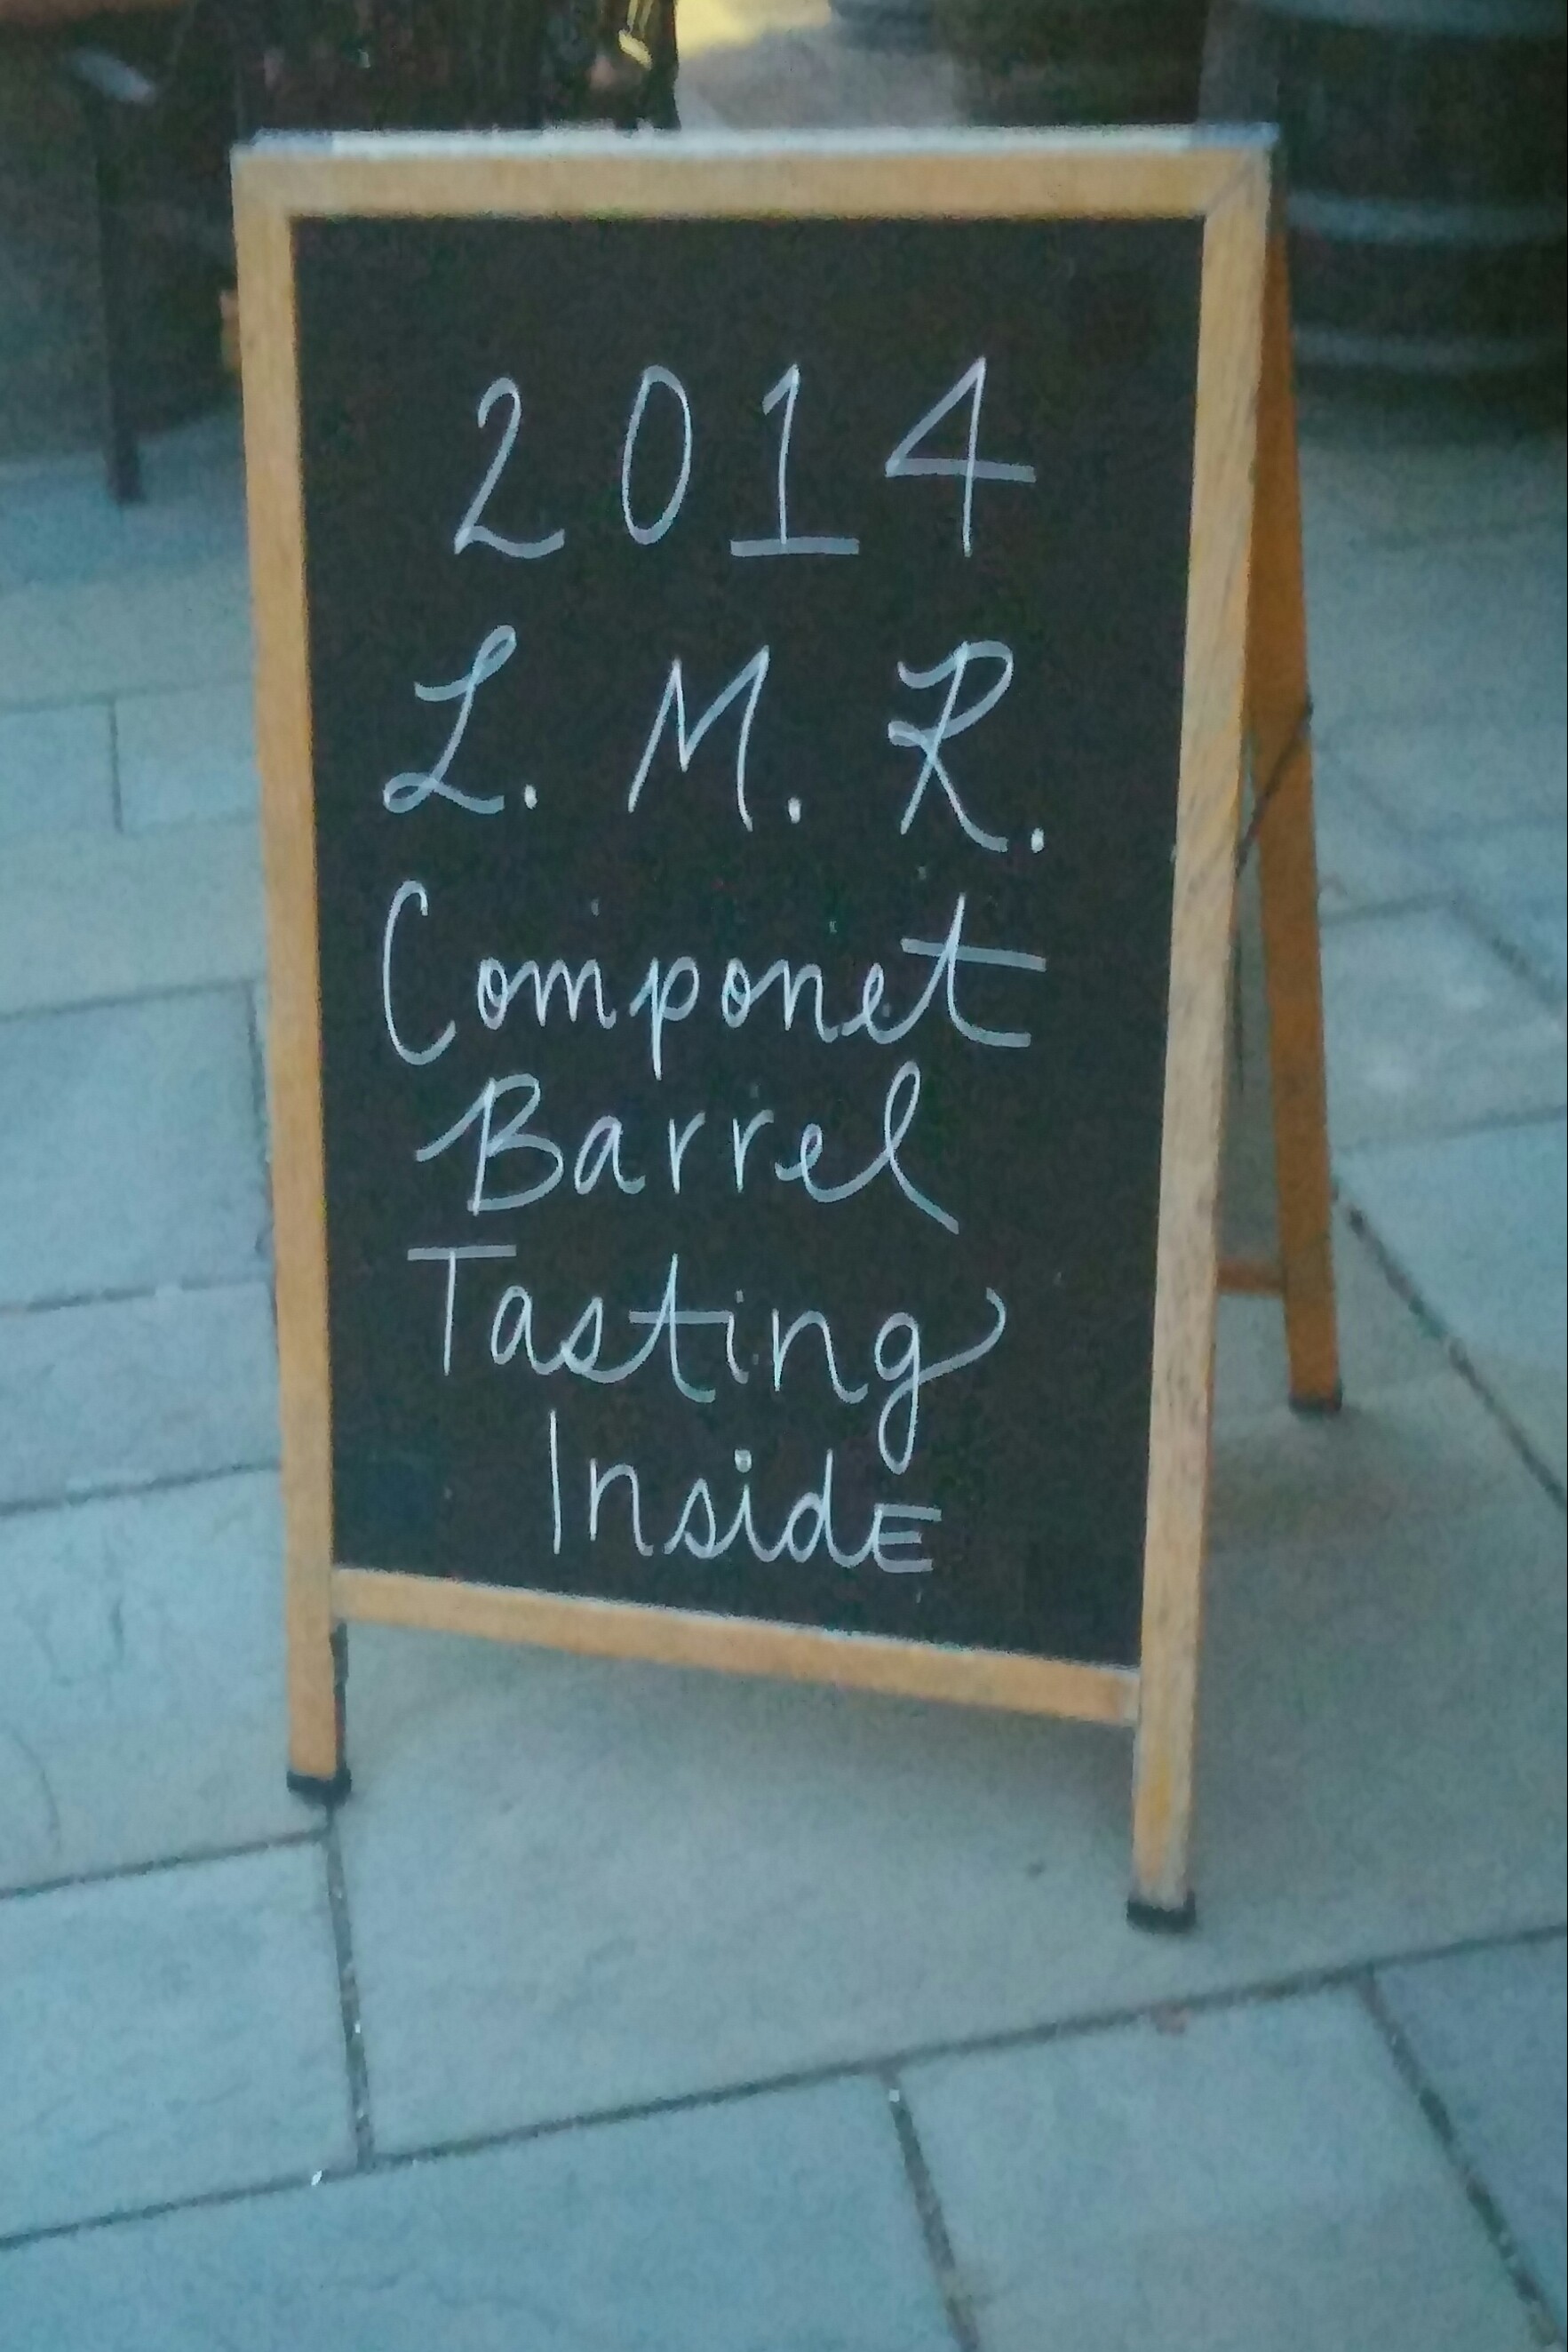 2014
L. M. R.
Componet
Barrel
Tasting
InsidE